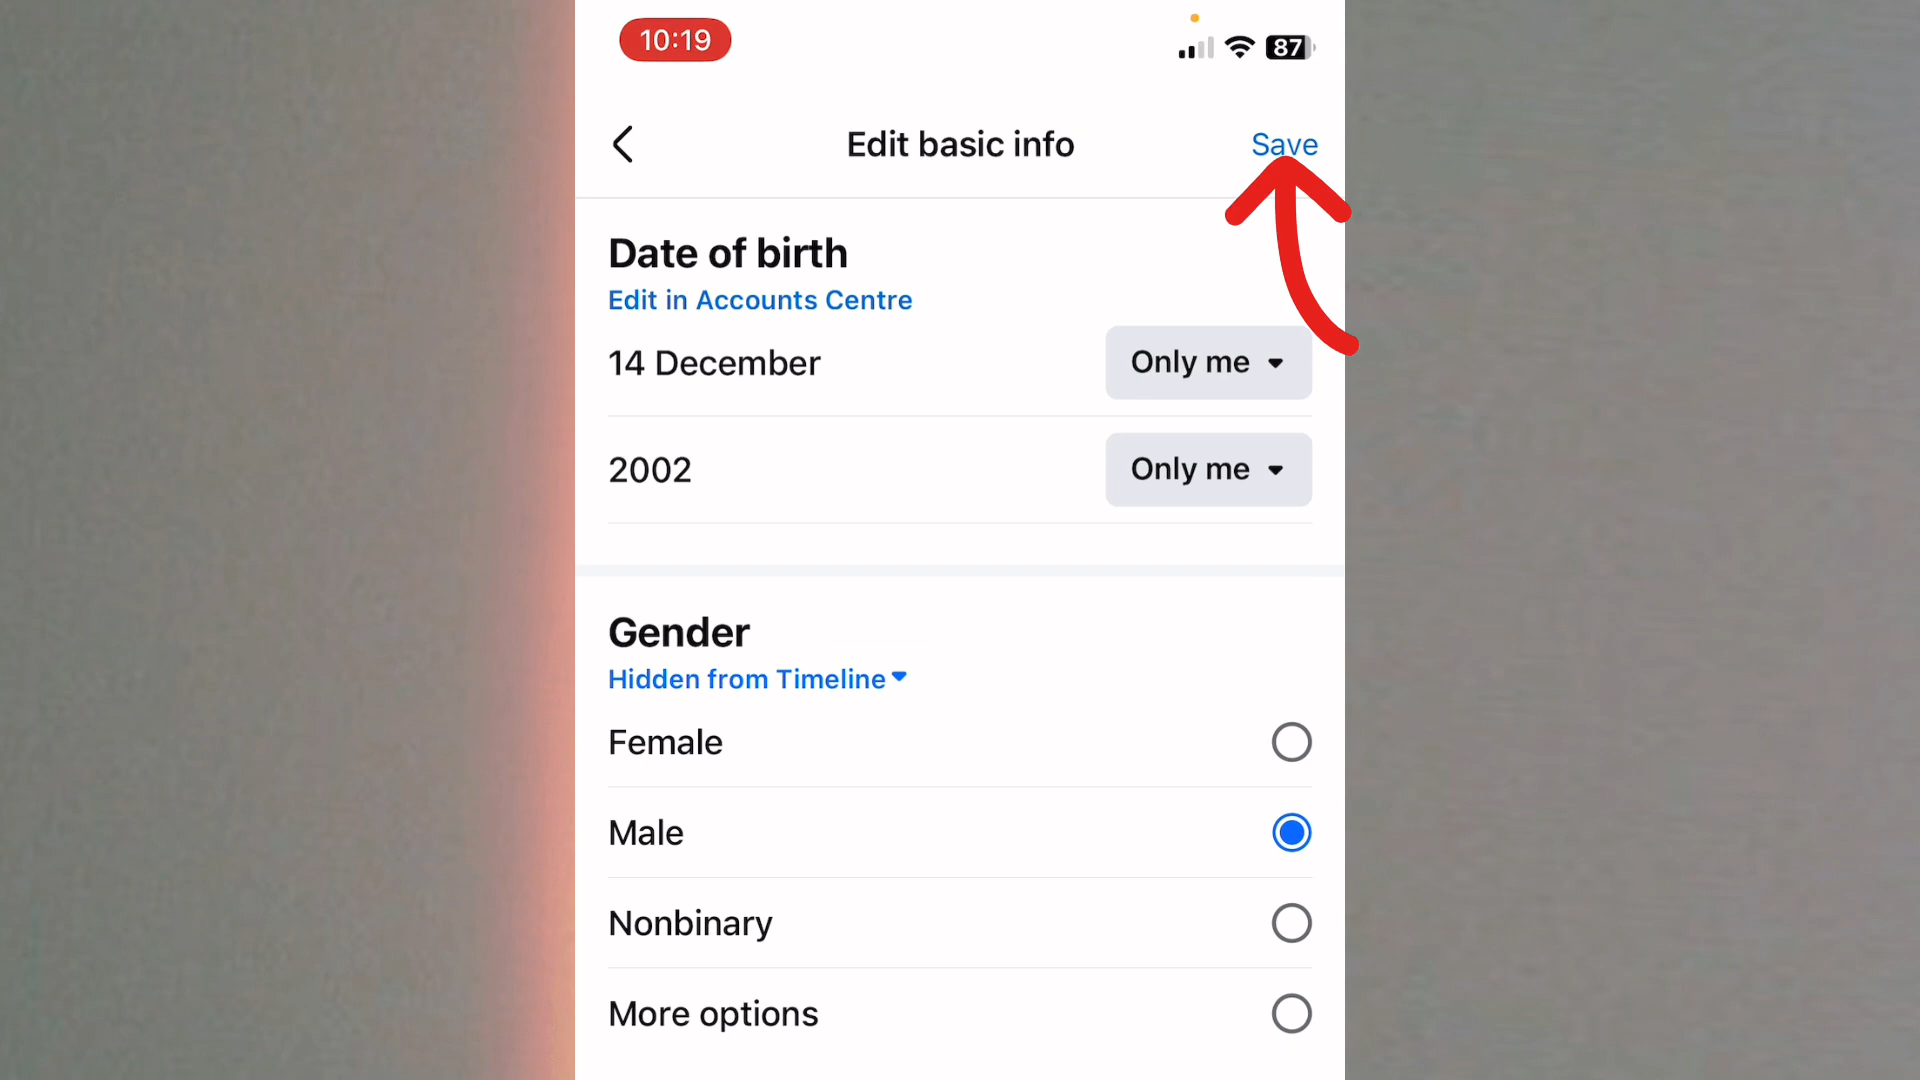 10:19
87
Edit basic info
Save
Date of birth
Edit in Accounts Centre
14 December
Only me
2002
Only me
Gender
Hidden from Timeline
Female
Male
Nonbinary
More options